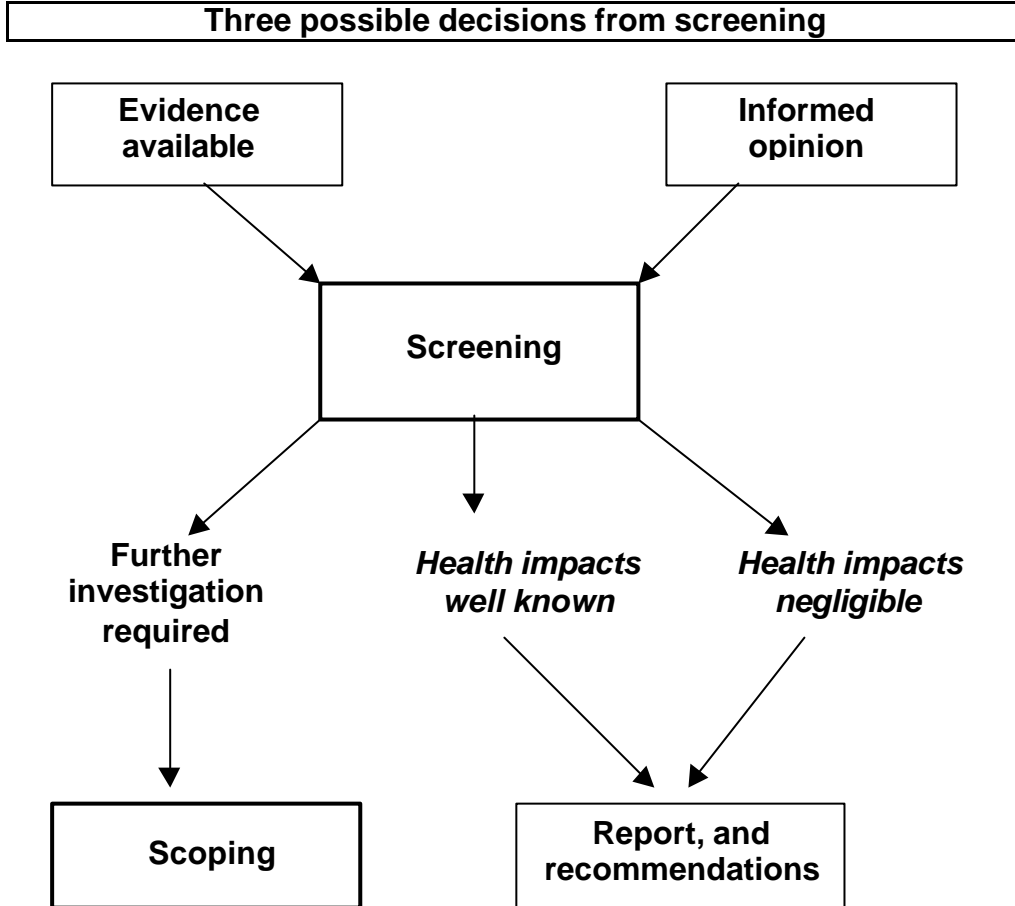 Three possible decisions from screening
Evidence
available
Informed
opinion
Screening
Further
investigation
required
Health impacts
well known
Health impacts
negligible
Scoping
Report, and
recommendations